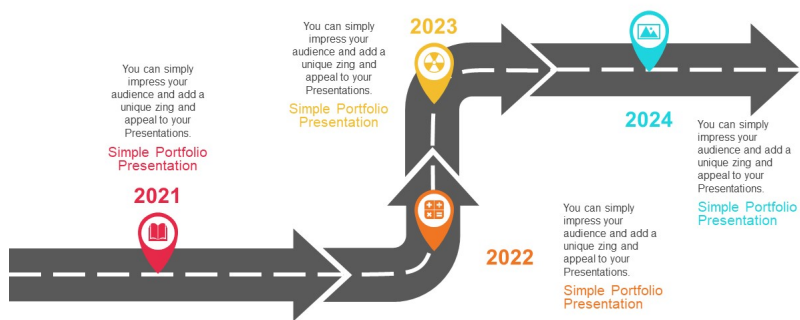 You can simply
impress your
audience and add a
unique zing and
appeal to your
Presentations.
Simple Portfolio
Presentation
2021
You can simply
impress your
audience and add a
unique zing and
appeal to your
Presentations.
Simple Portfolio
Presentation
2023
2022
You can simply
impress your
audience and add a
unique zing and
appeal to your
Presentations.
Simple Portfolio
Presentation
2024
You can simply
impress your
audience and add a
unique zing and
appeal to your
Presentations.
Simple Portfolio
Presentation